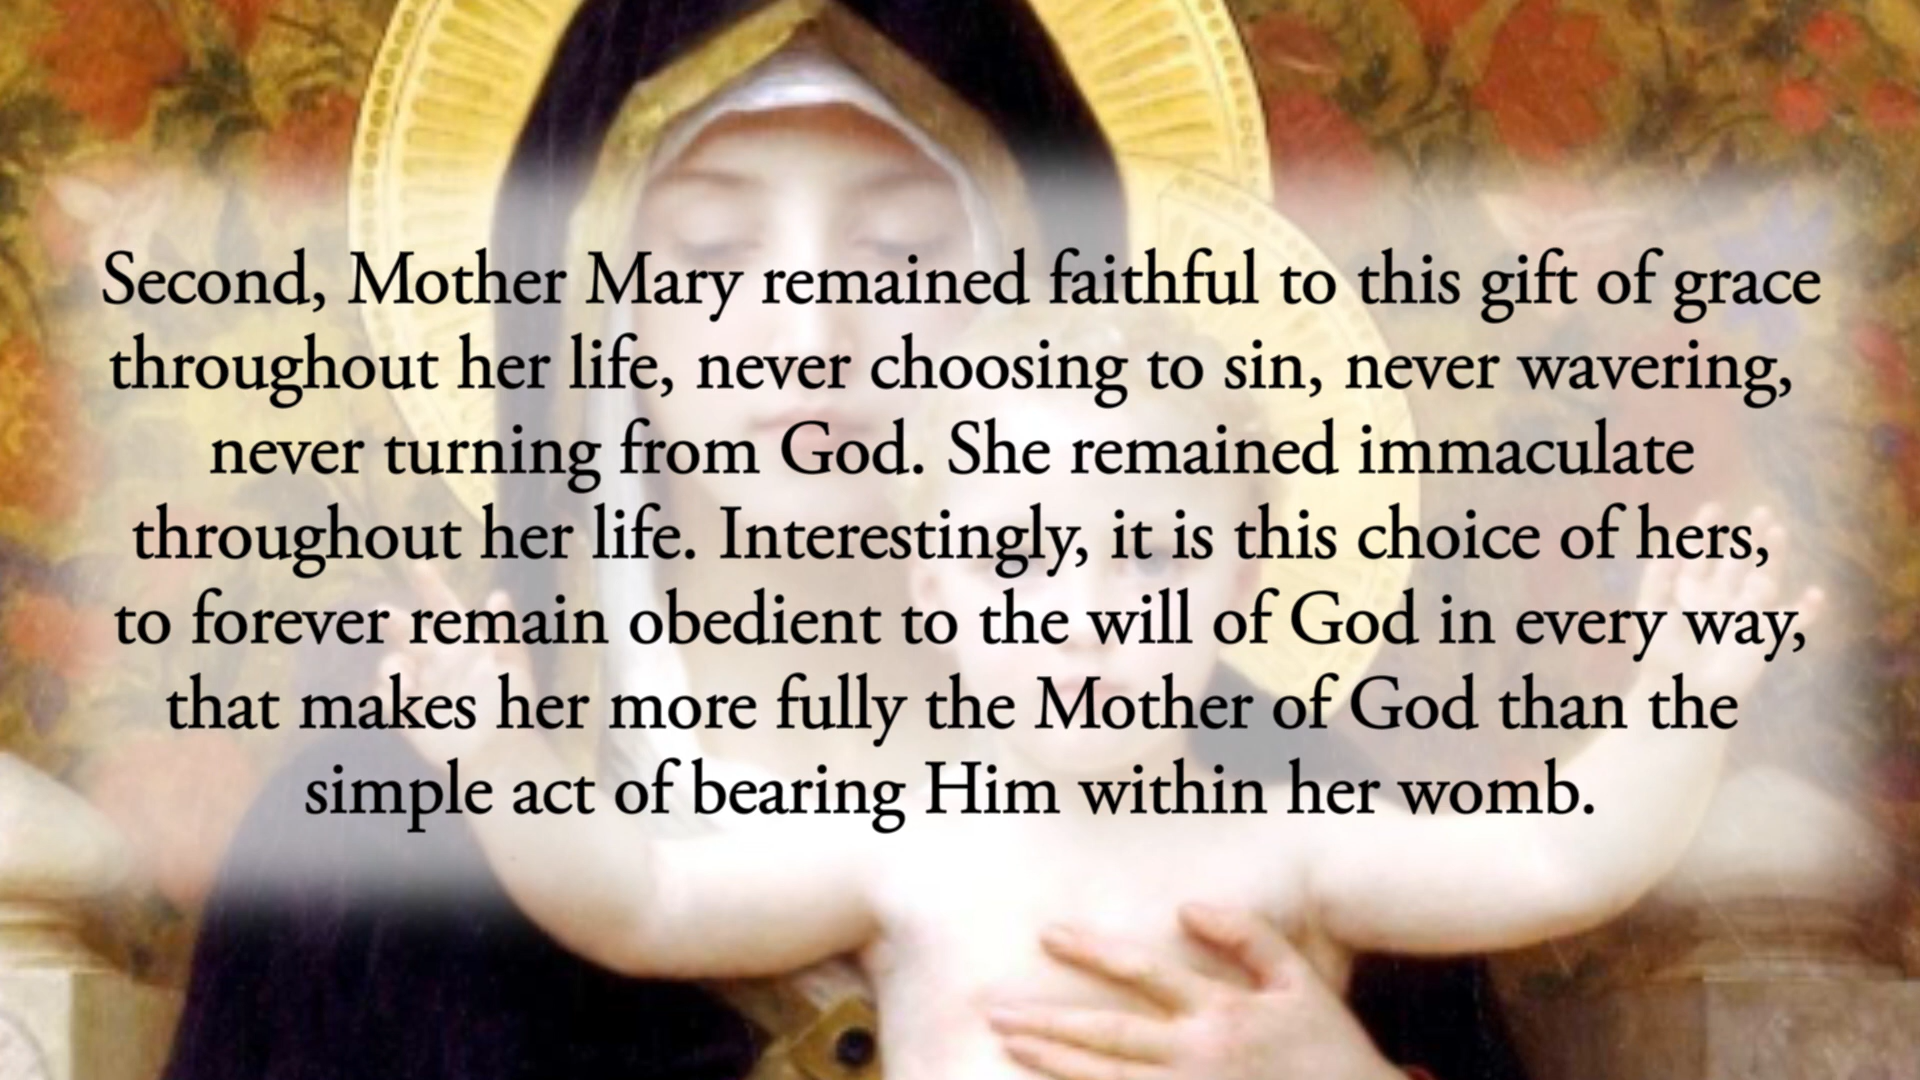 Second, Mother Mary remained faithful to this gift of grace
throughout her life, never choosing to sin, never wavering,
never turning from God. She remained immaculate
throughout her life. Interestingly, it is this choice of hers,
to forever remain obedient to the will of God in every way,
that makes her more fully the Mother of God than the
simple act of bearing Him within her womb.